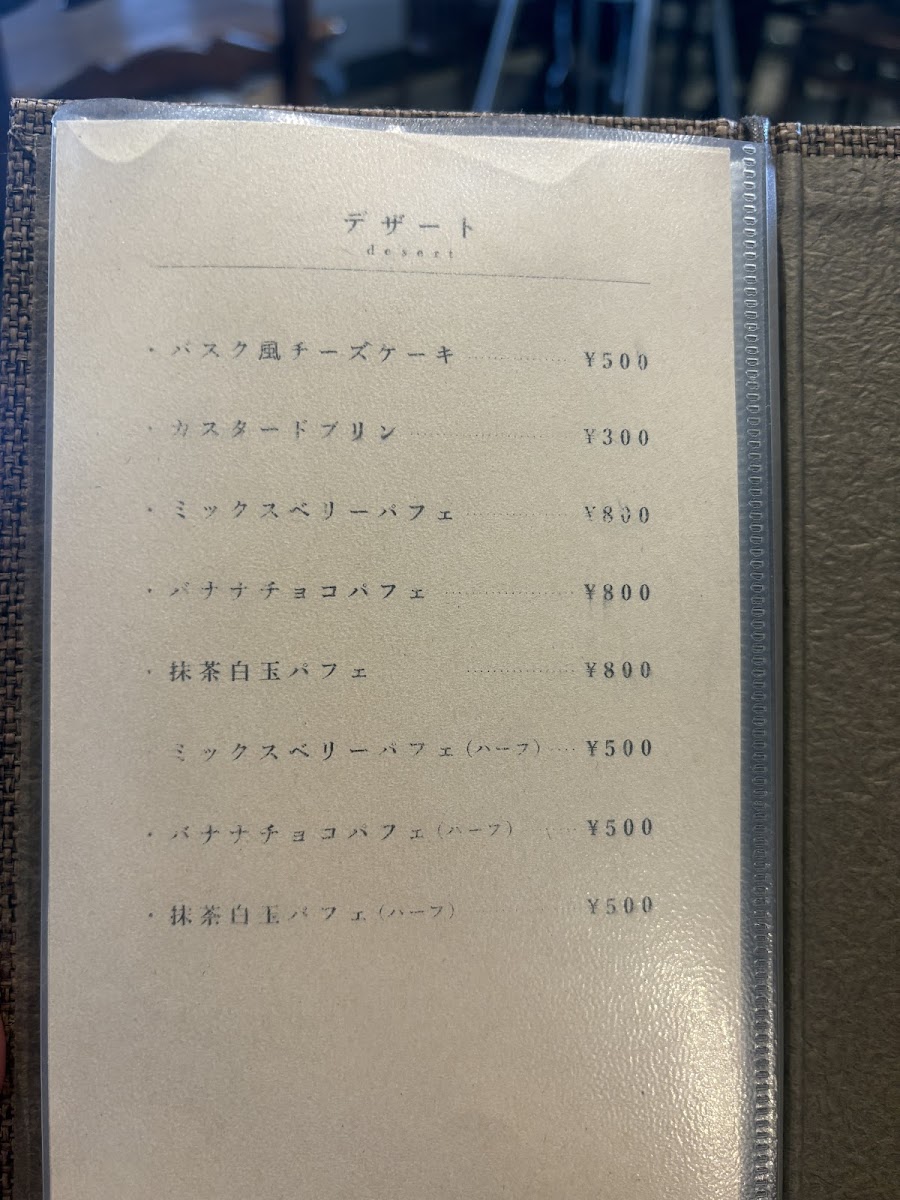 デザート
desert
・バスク風チーズケーキ ¥500
・カスタードプリン ¥300
・ミックスベリーパフェ ¥800
・バナナチョコパフェ ¥800
・抹茶白玉パフェ ¥800
ミックスベリーパフェ(ハーフ) ¥500
・バナナチョコパフェ(ハーフ) ¥500
・抹茶白玉パフェ(ハーフ) ¥500